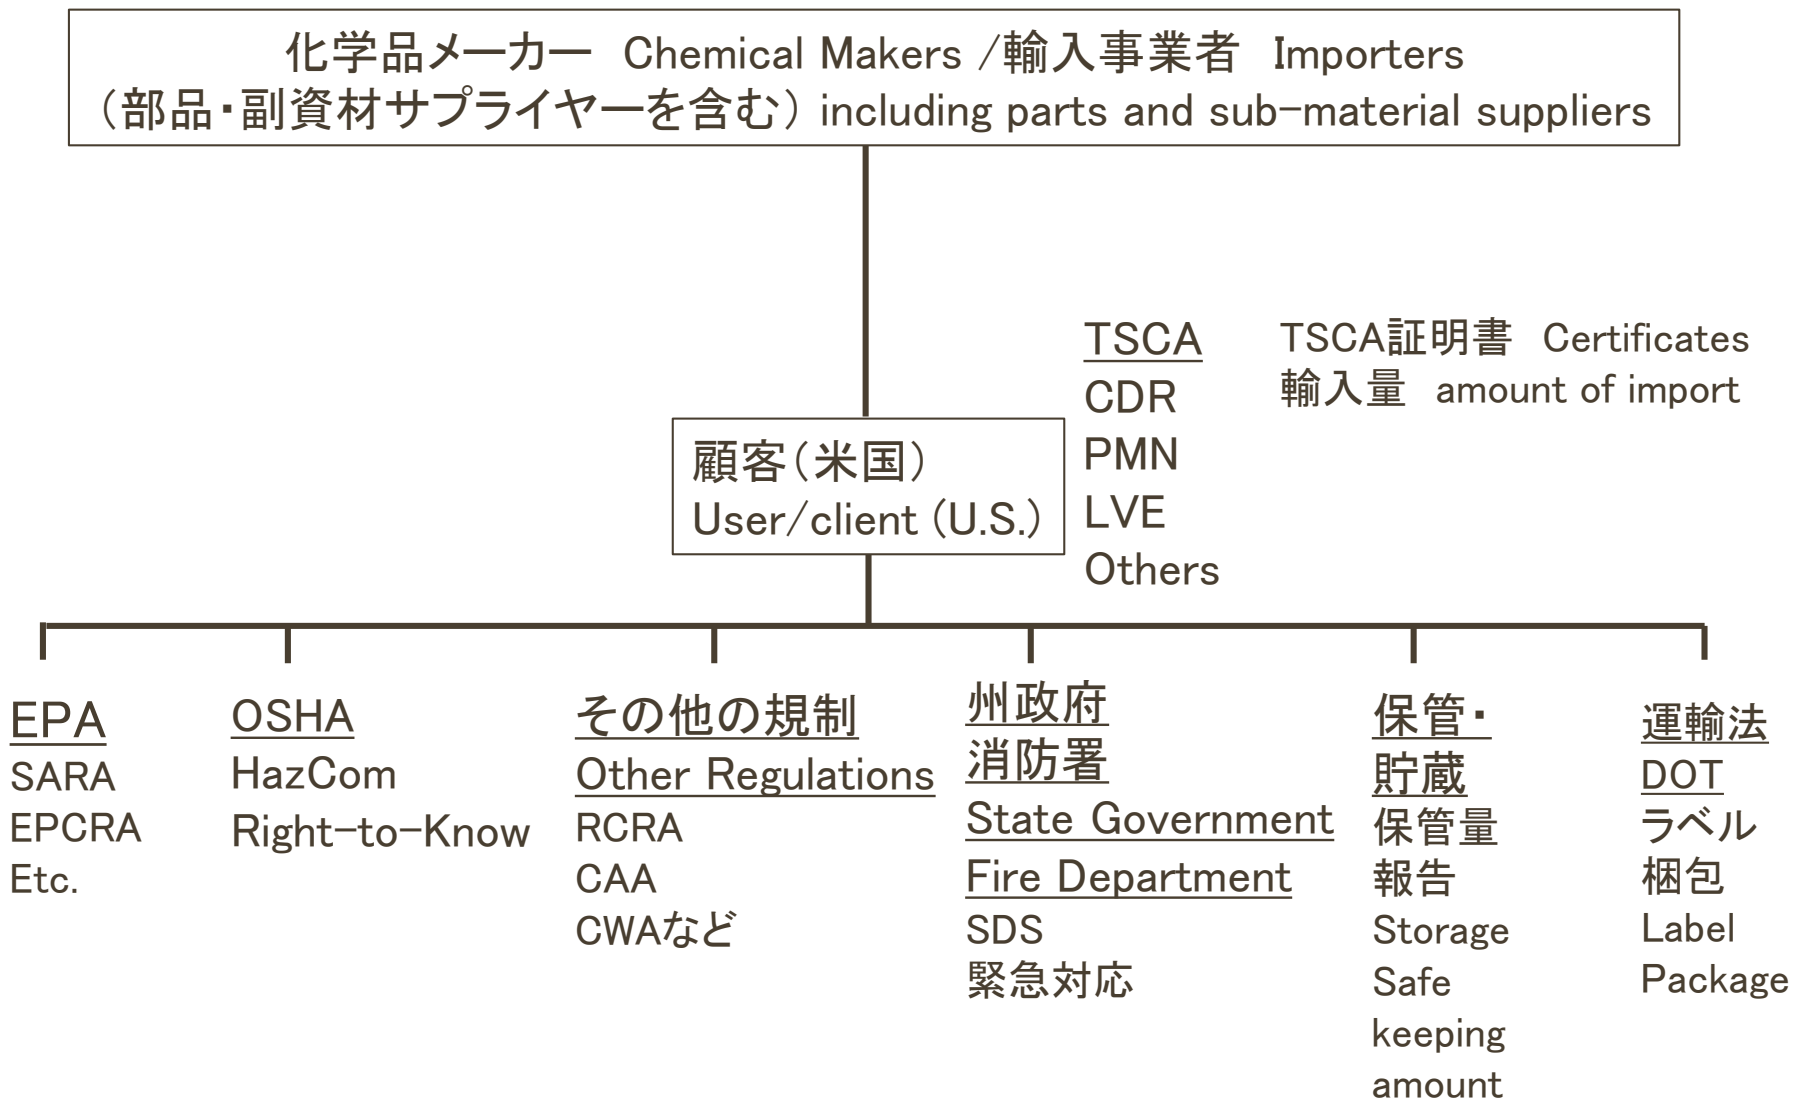 化学品メーカー　Chemical Makers /輸入事業者　Importers
（部品・副資材サプライヤーを含む）including parts and sub-material suppliers
TSCA
CDR
PMN
LVE
Others
TSCA証明書　Certificates
輸入量　amount of import
顧客（米国）
User/client (U.S.)
EPA
SARA
EPCRA
Etc.
OSHA
HazCom
Right-to-Know
その他の規制
Other Regulations
RCRA
CAA
CWAなど
州政府
消防署
State Government
Fire Department
SDS
緊急対応
保管・
貯蔵
保管量
報告
Storage
Safe
keeping
amount
運輸法
DOT
ラベル
梱包
Label
Package